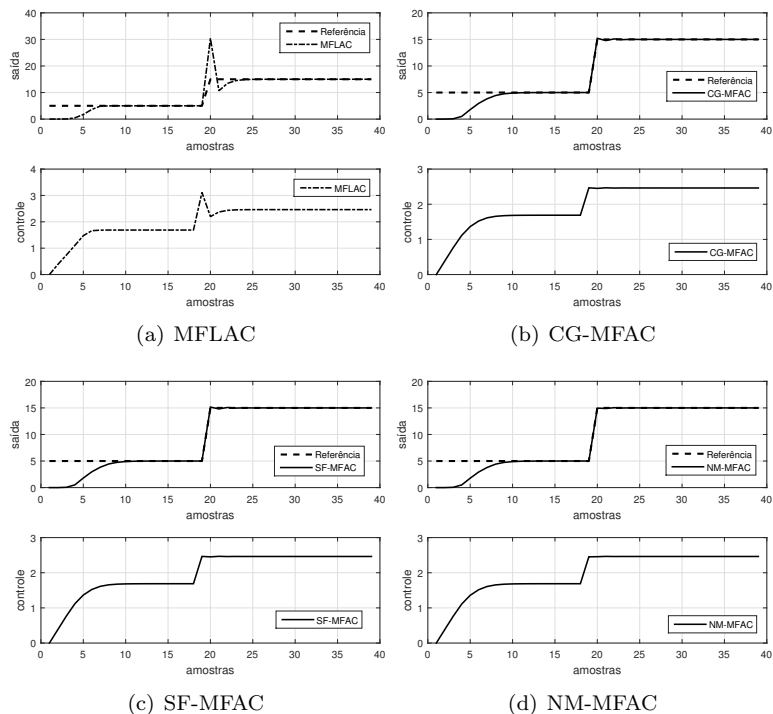 40
30
20
10
0
saída
Referência
MFLAC
0 5 10 15 20 25 30 35 40
amostras
4
3
2
1
0
controle
MFLAC
0 5 10 15 20 25 30 35 40
amostras
(a) MFLAC
20
15
10
5
0
saída
Referência
CG-MFAC
0 5 10 15 20 25 30 35 40
amostras
3
2
1
0
controle
CG-MFAC
0 5 10 15 20 25 30 35 40
amostras
(b) CG-MFAC
20
15
10
5
0
saída
Referência
SF-MFAC
0 5 10 15 20 25 30 35 40
amostras
3
2
1
0
controle
SF-MFAC
0 5 10 15 20 25 30 35 40
amostras
(c) SF-MFAC
20
15
10
5
0
saída
Referência
NM-MFAC
0 5 10 15 20 25 30 35 40
amostras
3
2
1
0
controle
NM-MFAC
0 5 10 15 20 25 30 35 40
amostras
(d) NM-MFAC